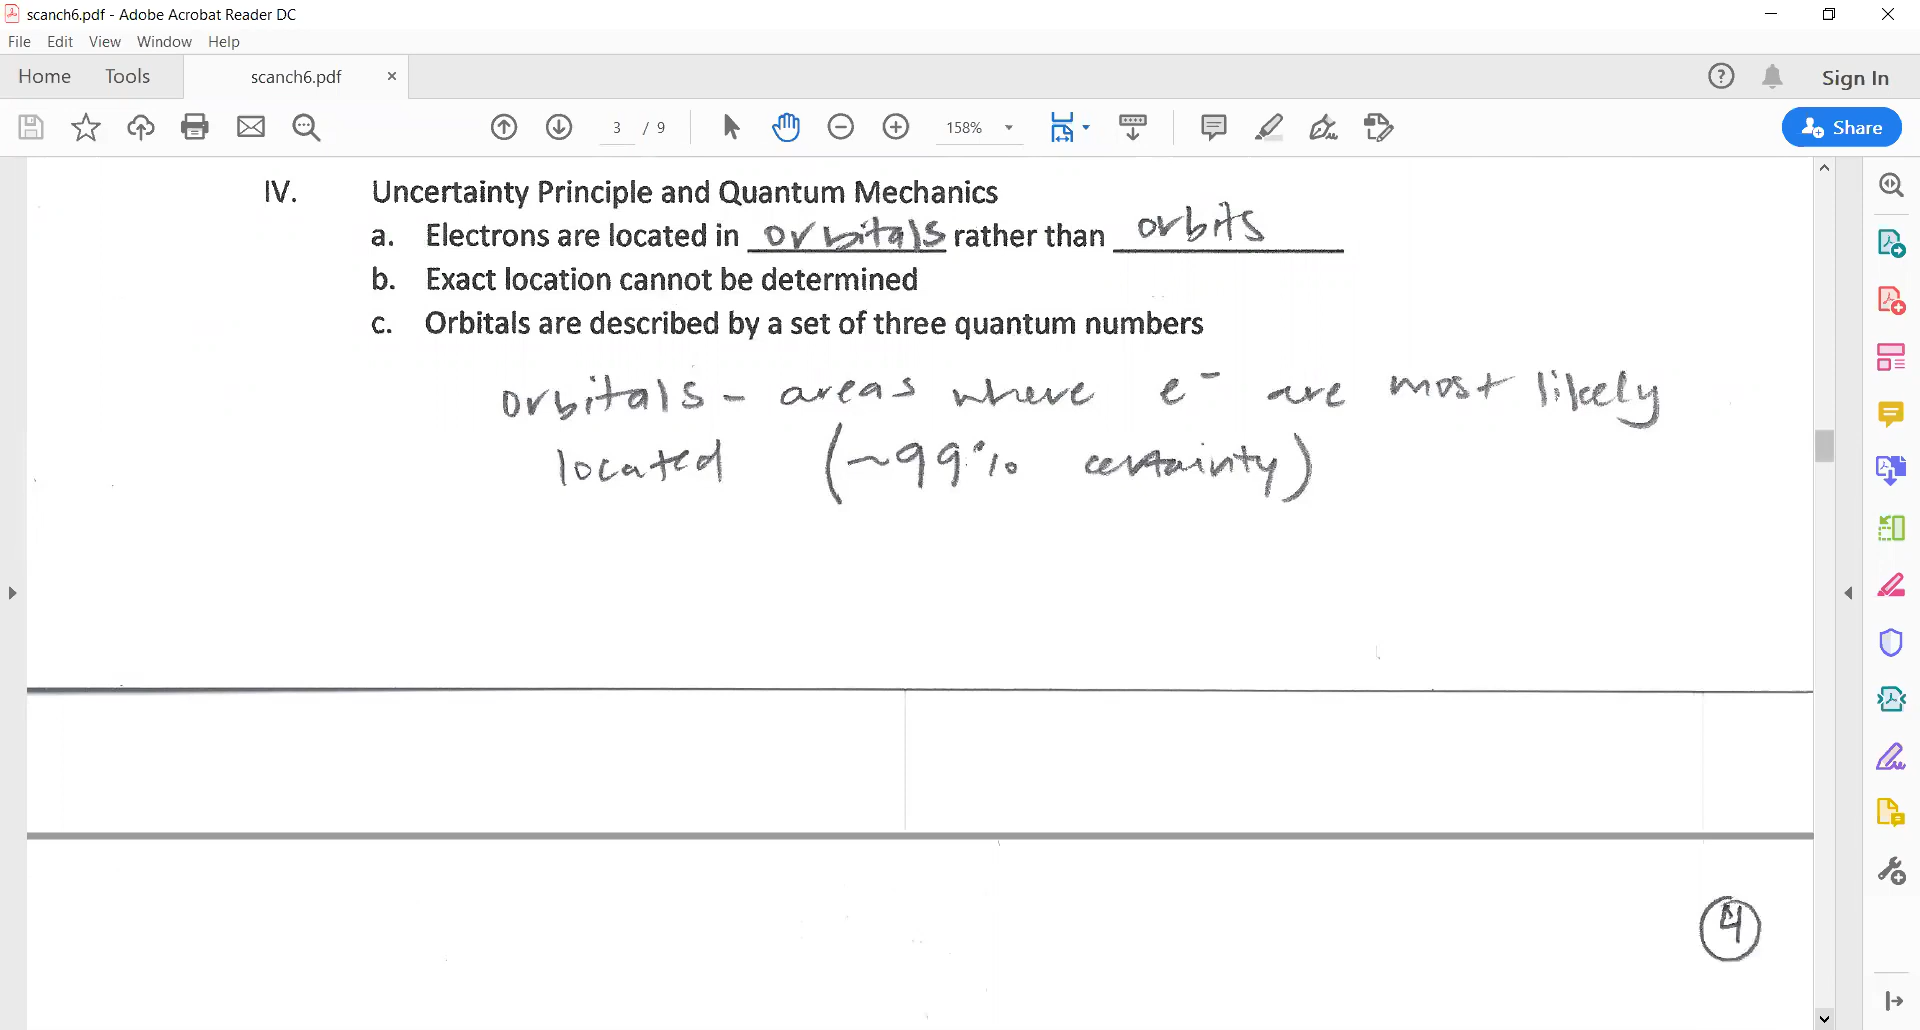 scanch6.pdf - Adobe Acrobat Reader DC
File Edit View Window Help
Home Tools scanch6.pdf × ? Sign In
3 / 9 158% Share
IV. Uncertainty Principle and Quantum Mechanics
a. Electrons are located in orbitals rather than orbits
b. Exact location cannot be determined
c. Orbitals are described by a set of three quantum numbers
orbitals - areas where e⁻ are most likely
located (~99% certainty)
4